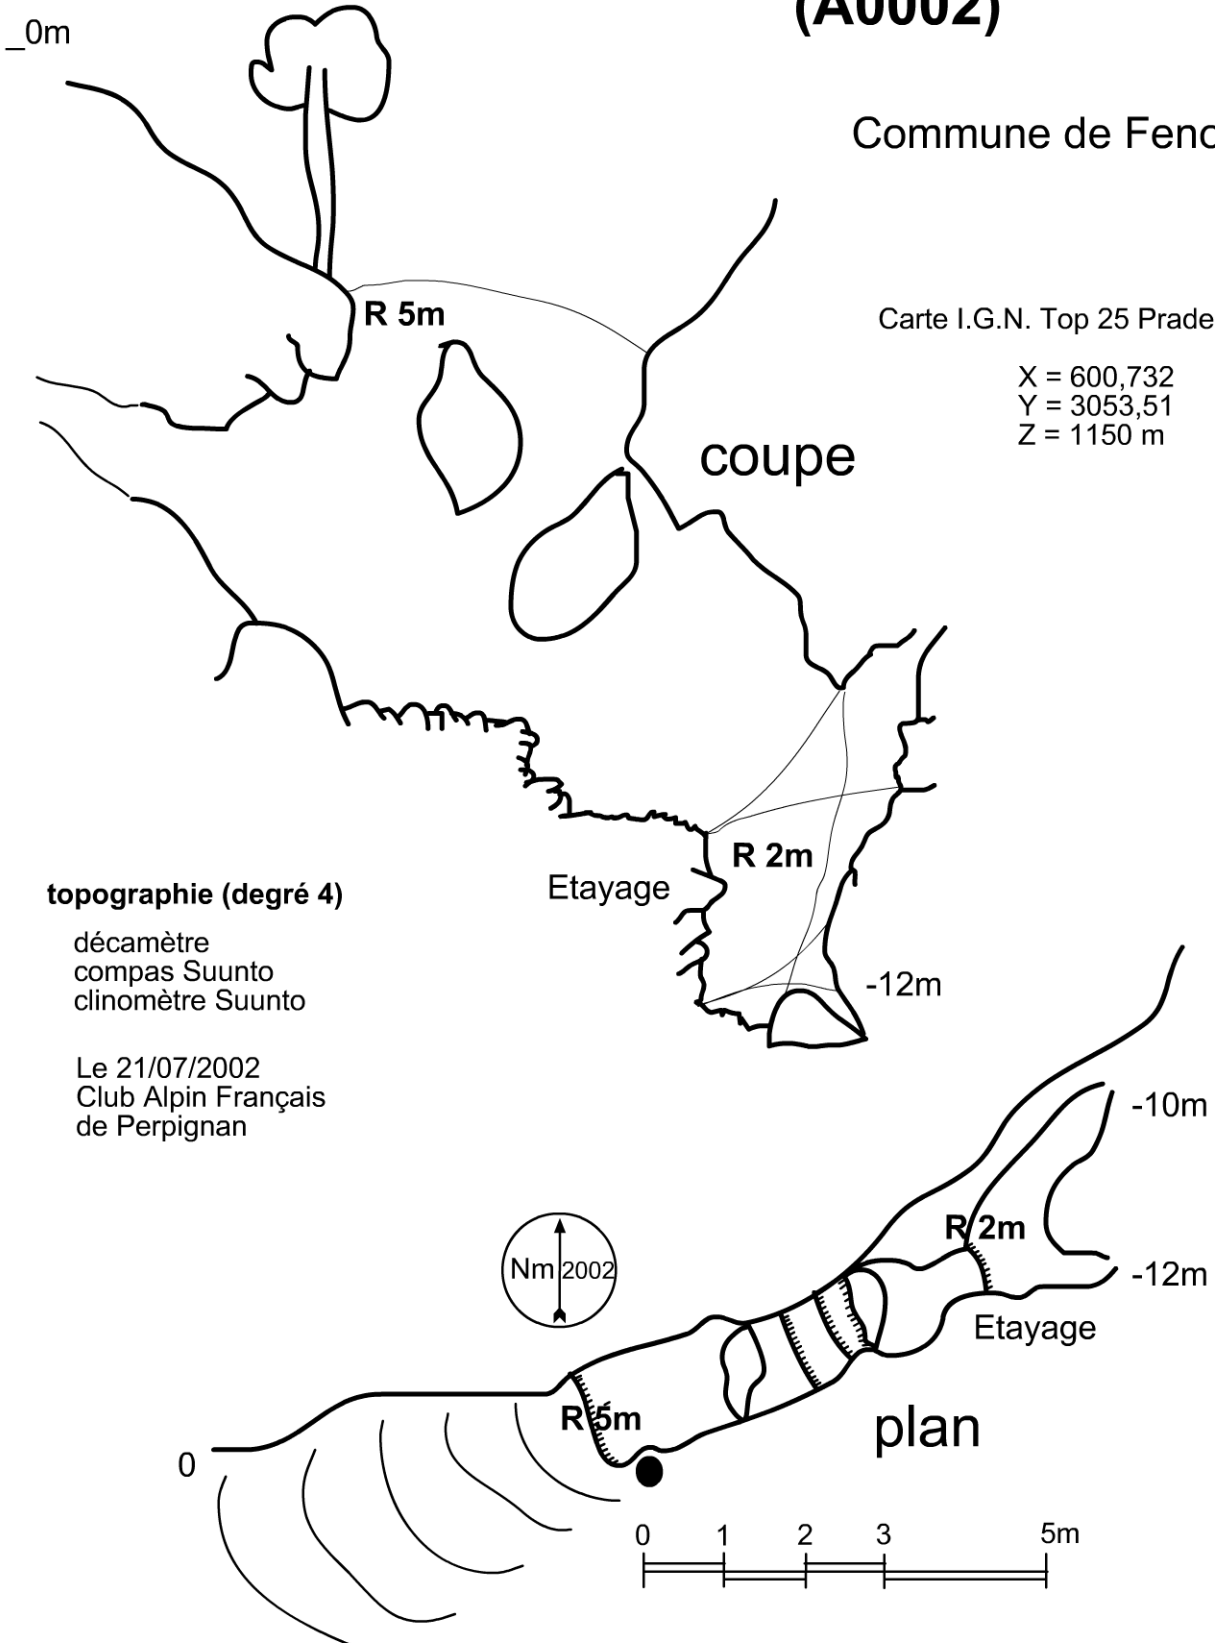 (A0002)
_0m
Commune de Feno
R 5m
Carte I.G.N. Top 25 Prade
X = 600,732
Y = 3053,51
Z = 1150 m
coupe
R 2m
Etayage
topographie (degré 4)
décamètre
compas Suunto
clinomètre Suunto
-12m
Le 21/07/2002
Club Alpin Français
de Perpignan
-10m
R 2m
Nm 2002
-12m
Etayage
R 5m
plan
0
0 1 2 3 5m